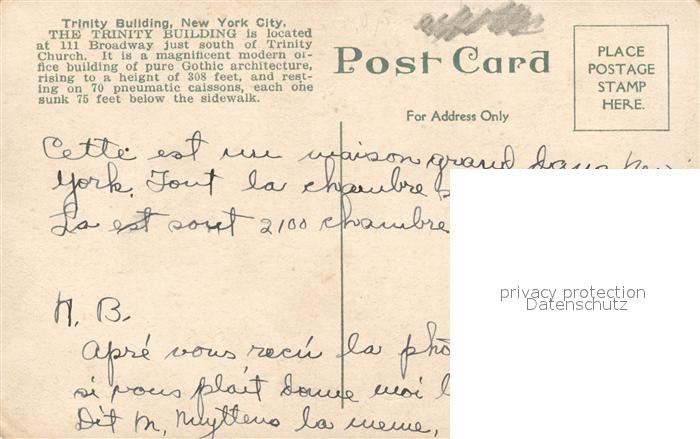 Trinity Building, New York City.
THE TRINITY BUILDING is located
at 111 Broadway just south of Trinity
Church. It is a magnificent modern of-
fice building of pure Gothic architecture,
rising to a heignt of 308 feet, and rest-
ing on 70 pneumatic caissons, each one
sunk 75 feet below the sidewalk.
Post Card
For Address Only
PLACE
POSTAGE
STAMP
HERE.
Cette est un maison grand dans New
York. Tout la chambre
La est sont 2100 chambre
privacy protection
Datenschutz
N. B.
Apré vous recú la
si vous plait donne moi
Dit M. Myttens la meme,